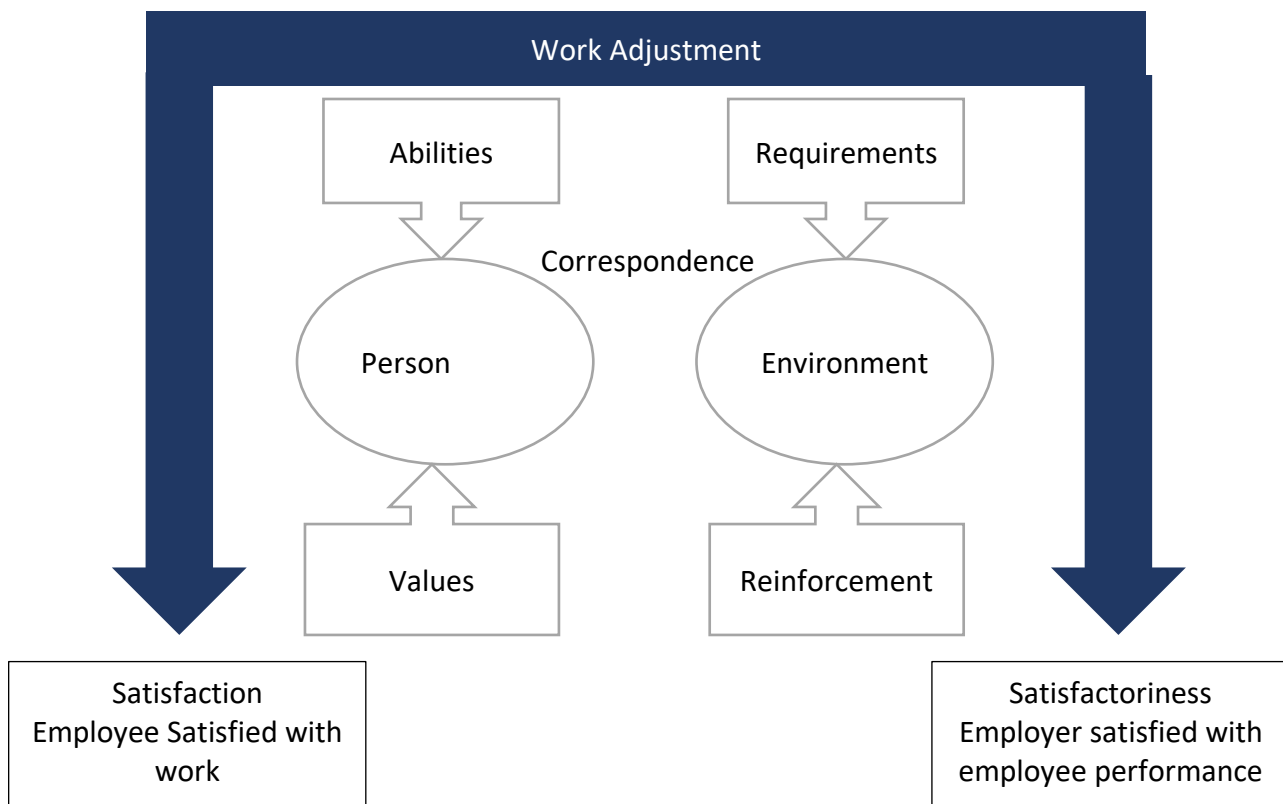 Work Adjustment
Abilities
Requirements
Correspondence
Person
Environment
Values
Reinforcement
Satisfaction
Employee Satisfied with
work
Satisfactoriness
Employer satisfied with
employee performance